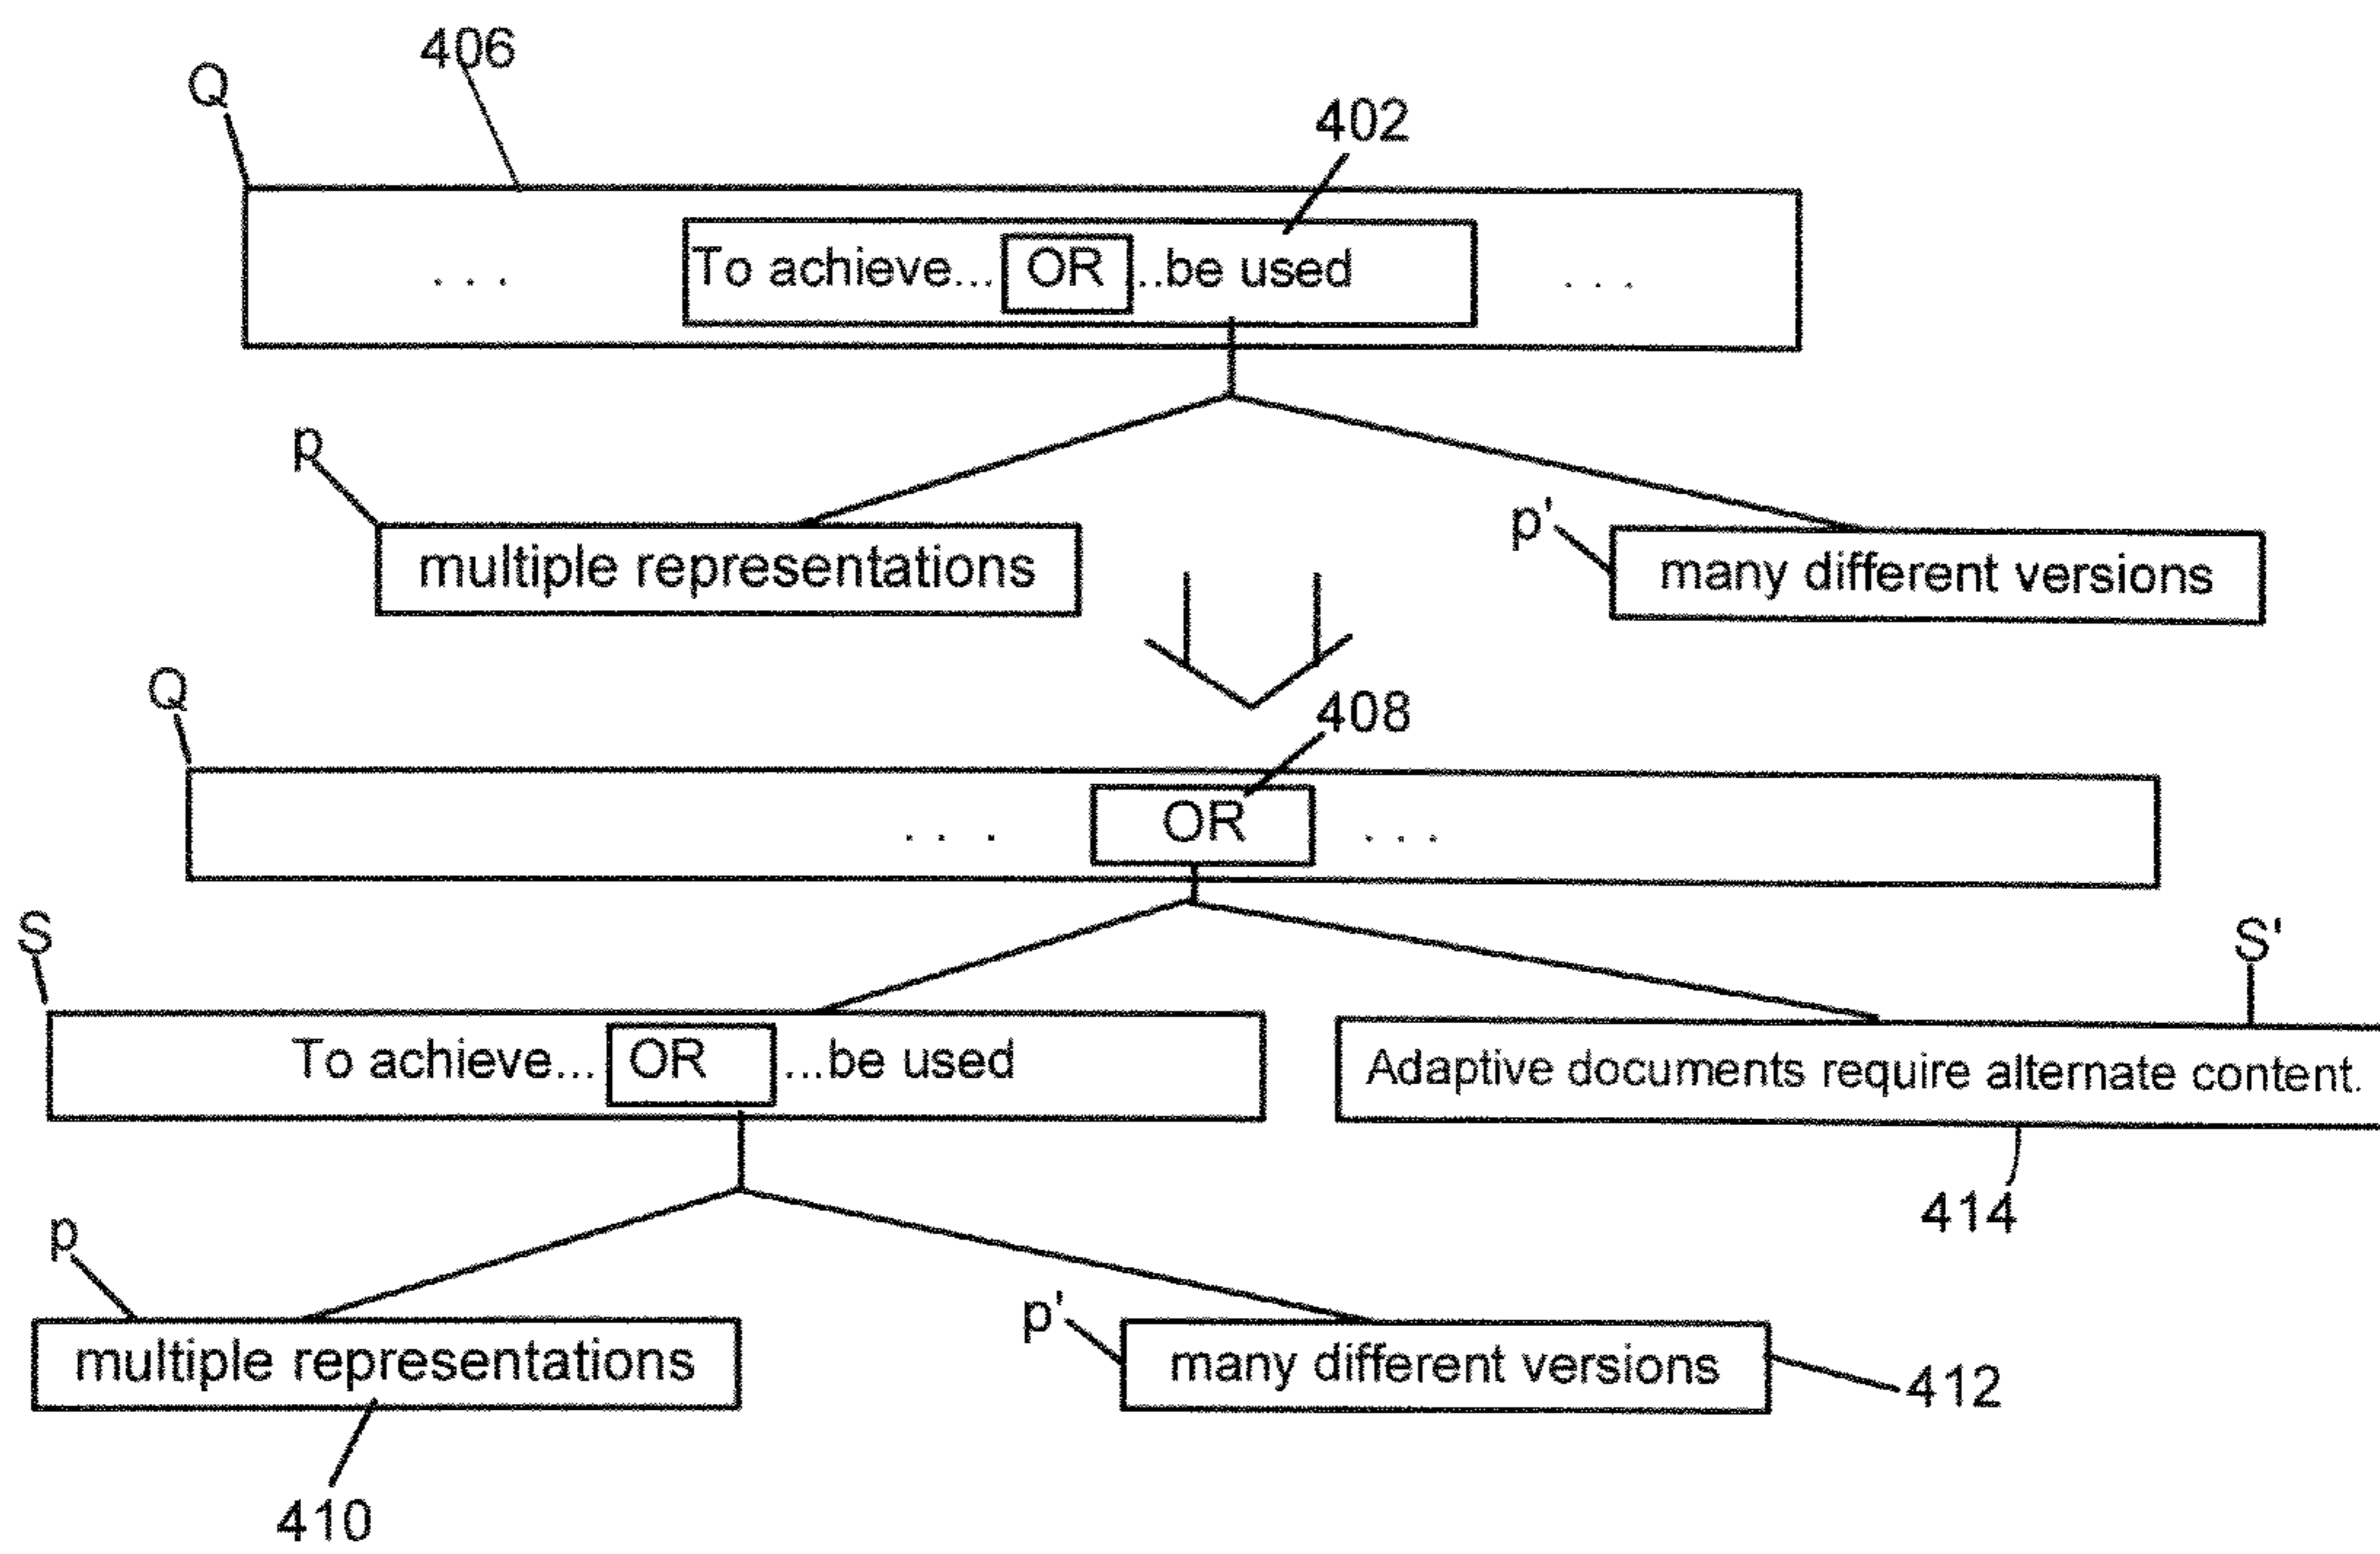 406
Q
402
. . . To achieve... OR ...be used . . .
p
p'
multiple representations
many different versions
Q
408
. . . OR . . .
S
S'
To achieve... OR ...be used
Adaptive documents require alternate content.
414
p
p'
multiple representations
many different versions
412
410